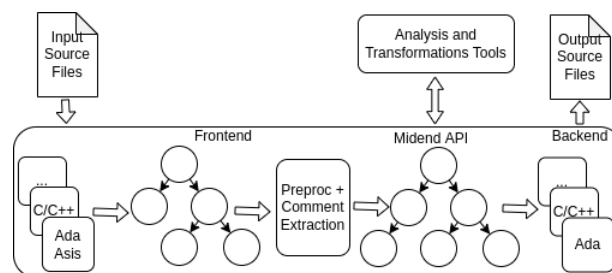 Input
Source
Files
Analysis and
Transformations Tools
Output
Source
Files
Frontend
Midend API
Backend
...
C/C++
Ada
Asis
Preproc +
Comment
Extraction
...
C/C++
Ada